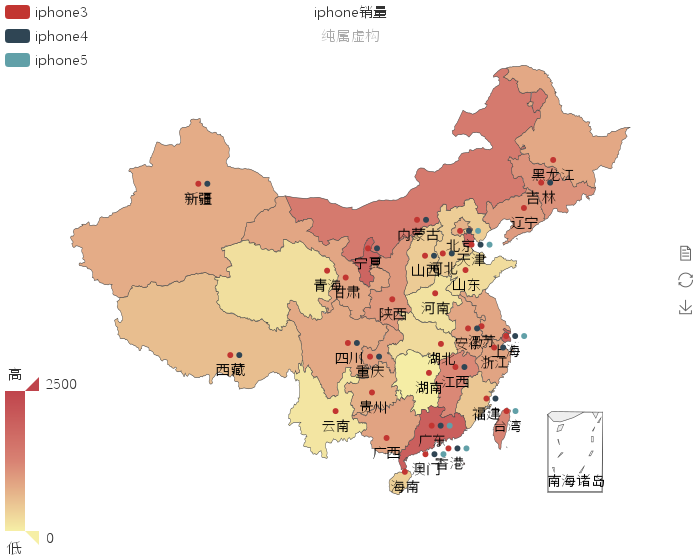 iphone3
iphone4
iphone5
iphone销量
纯属虚构
黑龙江
吉林
新疆
辽宁
内蒙古
北京
天津
宁夏
山西
河北
青海
山东
甘肃
河南
陕西
江苏
安徽
上海
四川
湖北
浙江
重庆
西藏
江西
湖南
贵州
福建
云南
台湾
广东
广西
香港
澳门
海南
南海诸岛
高
2500
0
低